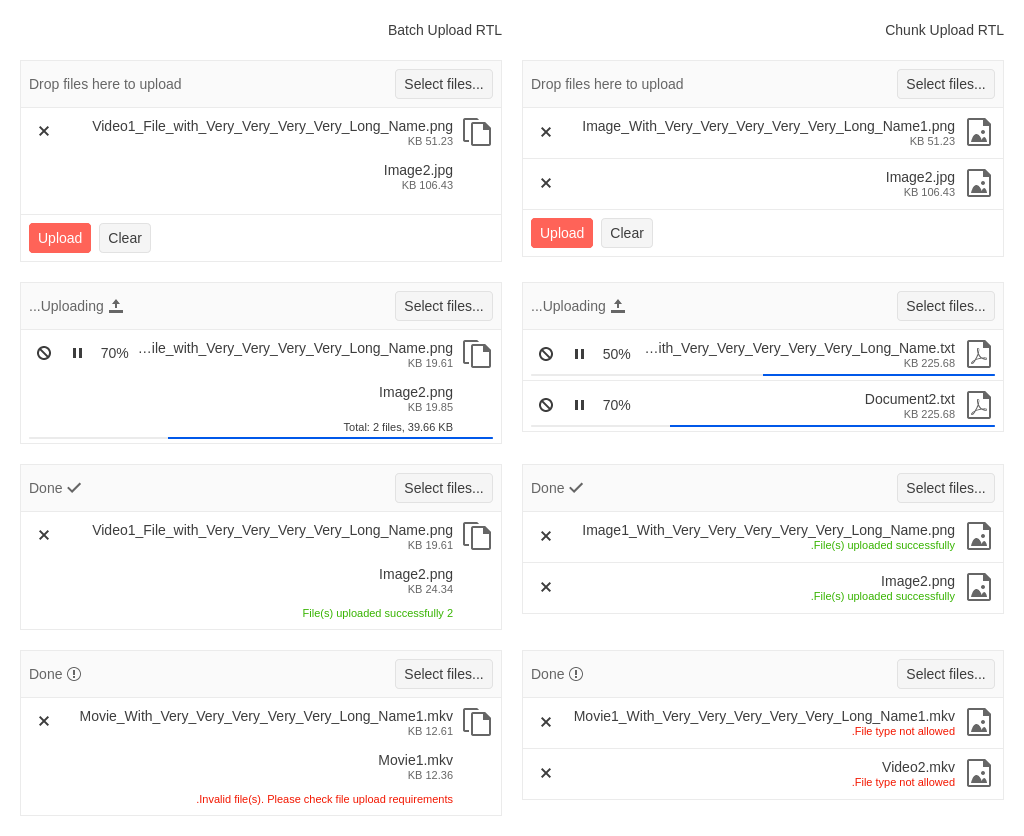 Batch Upload RTL
Drop files here to upload
Select files...
Video1_File_with_Very_Very_Very_Very_Long_Name.png
KB 51.23
Image2.jpg
KB 106.43
Upload
Clear
...Uploading
Select files...
70%
…ile_with_Very_Very_Very_Very_Long_Name.png
KB 19.61
Image2.png
KB 19.85
Total: 2 files, 39.66 KB
Done
Select files...
Video1_File_with_Very_Very_Very_Very_Long_Name.png
KB 19.61
Image2.png
KB 24.34
File(s) uploaded successfully 2
Done
Select files...
Movie_With_Very_Very_Very_Very_Very_Long_Name1.mkv
KB 12.61
Movie1.mkv
KB 12.36
.Invalid file(s). Please check file upload requirements
Chunk Upload RTL
Drop files here to upload
Select files...
Image_With_Very_Very_Very_Very_Very_Long_Name1.png
KB 51.23
Image2.jpg
KB 106.43
Upload
Clear
...Uploading
Select files...
50%
…ith_Very_Very_Very_Very_Very_Long_Name.txt
KB 225.68
70%
Document2.txt
KB 225.68
Done
Select files...
Image1_With_Very_Very_Very_Very_Very_Long_Name.png
.File(s) uploaded successfully
Image2.png
.File(s) uploaded successfully
Done
Select files...
Movie1_With_Very_Very_Very_Very_Very_Long_Name1.mkv
.File type not allowed
Video2.mkv
.File type not allowed